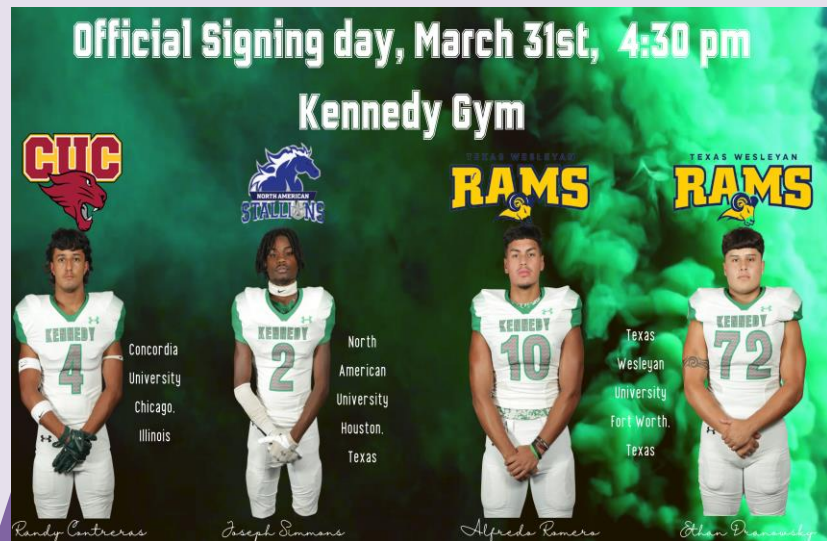 Official Signing day, March 31st, 4:30 pm
Kennedy Gym
CUC
NORTH AMERICAN
STALLIONS
TEXAS WESLEYAN
RAMS
TEXAS WESLEYAN
RAMS
KENNEDY
4
Concordia
University
Chicago,
Illinois
KENNEDY
2
North
American
University
Houston,
Texas
KENNEDY
10
Texas
Wesleyan
University
Fort Worth,
Texas
KENNEDY
72
Randy Contreras
Joseph Simmons
Alfredo Romero
Ethan Dranowsky